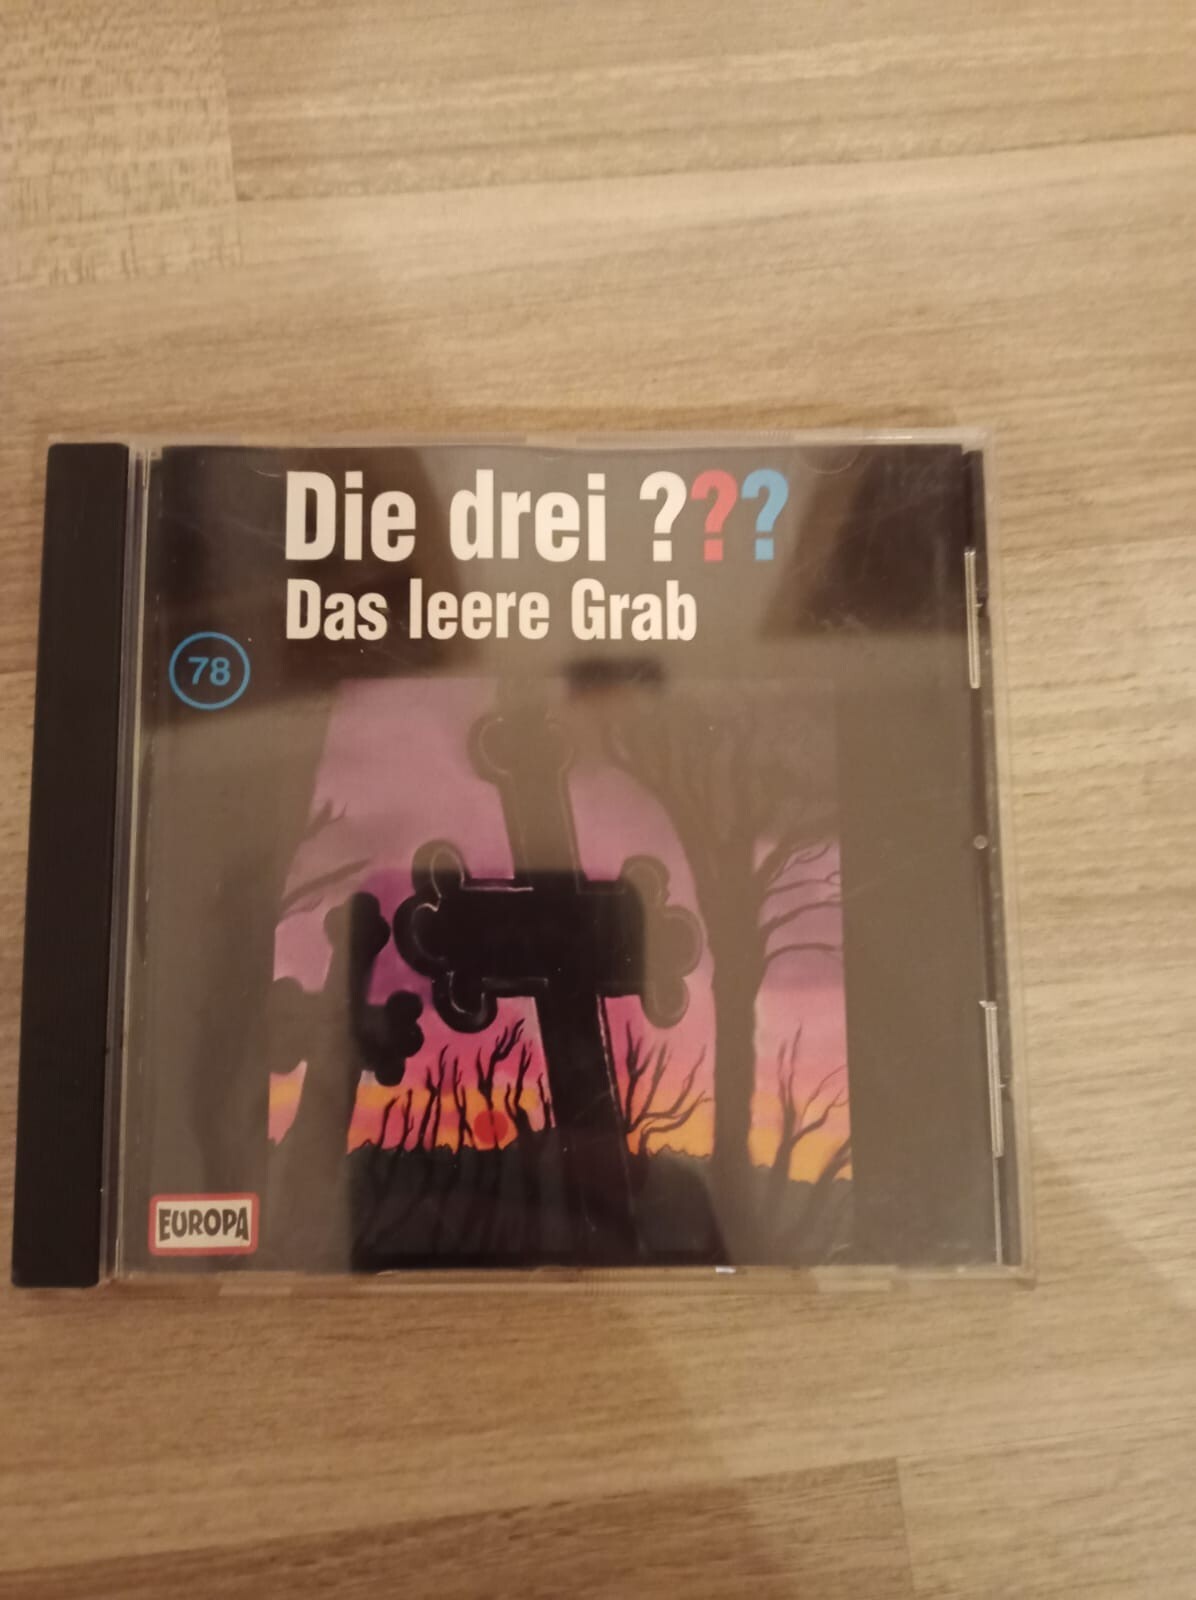 Die drei ???
Das leere Grab
78
EUROPA